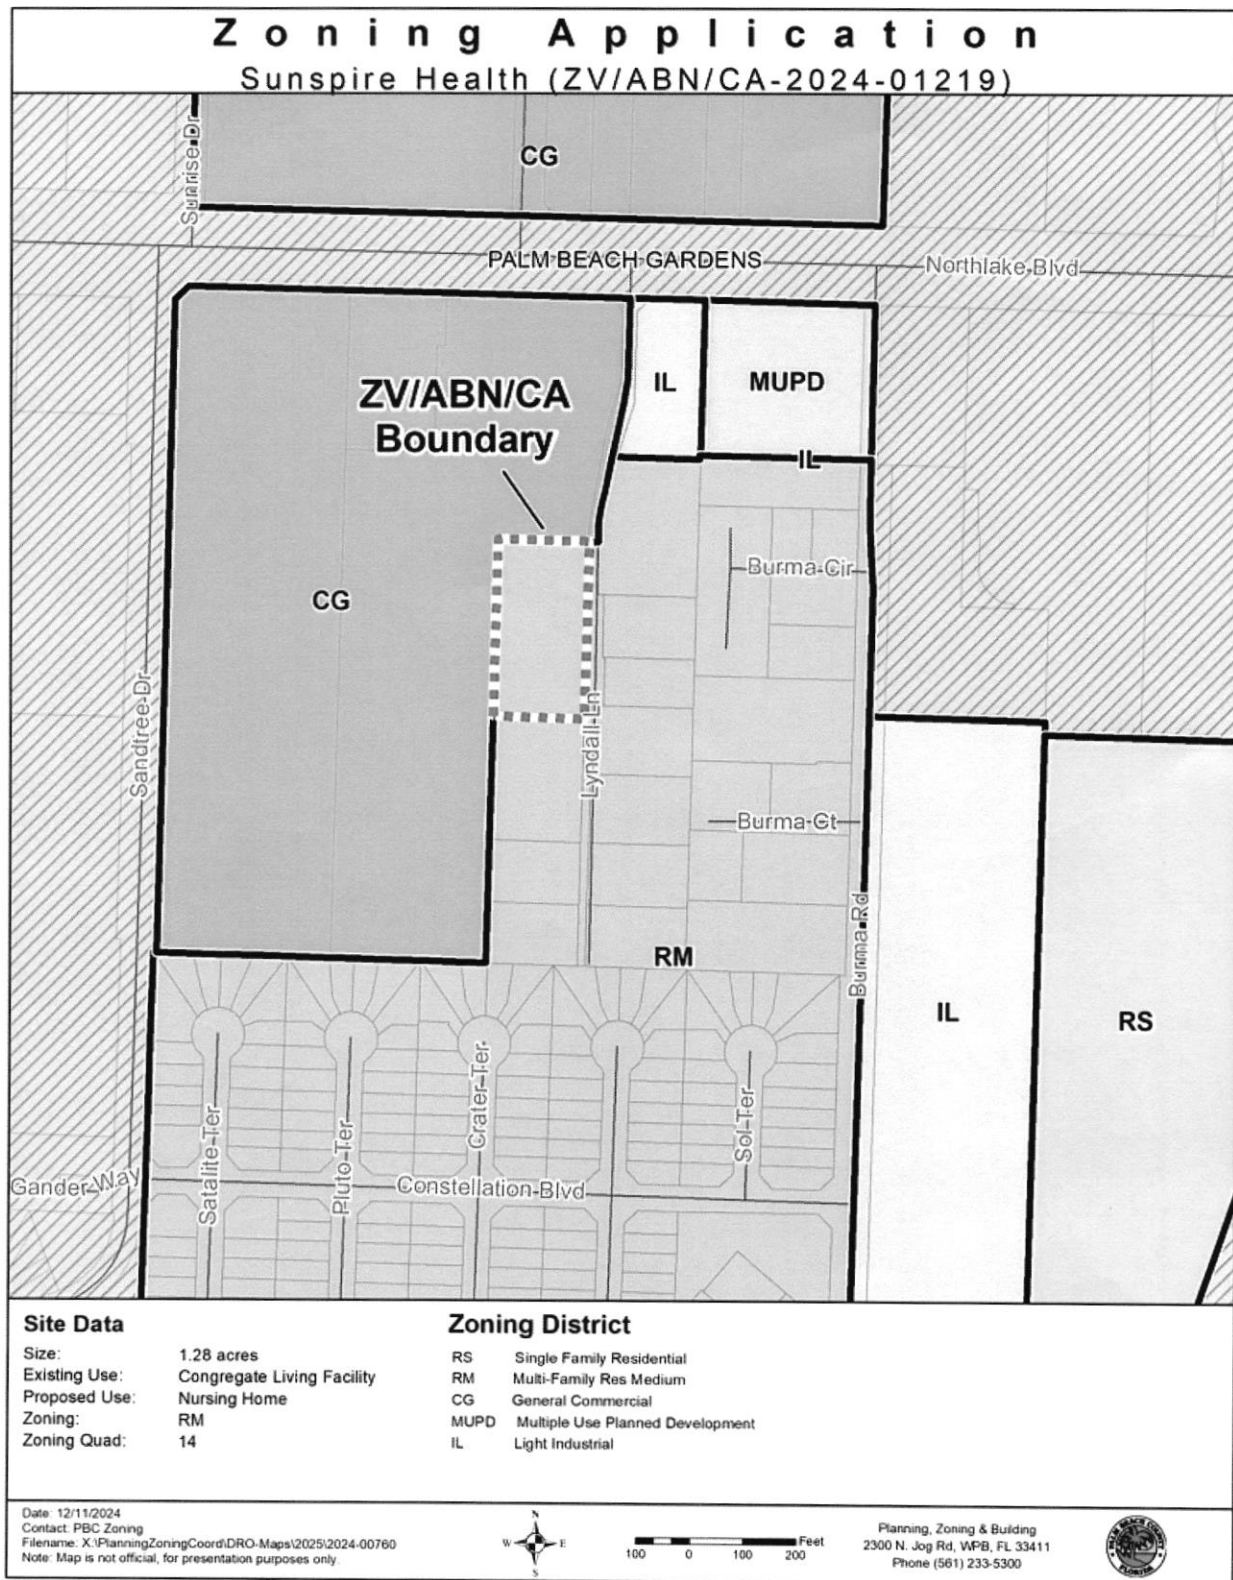 Zoning Application
Sunspire Health (ZV/ABN/CA-2024-01219)
Sunrise Dr
CG
PALM BEACH GARDENS
Northlake Blvd
ZV/ABN/CA
Boundary
IL
MUPD
IL
Burma Cir
CG
Sandtree Dr
Lyndall Ln
Burma Ct
Burma Rd
RM
IL
RS
Satalite Ter
Pluto Ter
Crater Ter
Sol Ter
Gander Way
Constellation Blvd
Site Data
Size: 1.28 acres
Existing Use: Congregate Living Facility
Proposed Use: Nursing Home
Zoning: RM
Zoning Quad: 14
Zoning District
RS Single Family Residential
RM Multi-Family Res Medium
CG General Commercial
MUPD Multiple Use Planned Development
IL Light Industrial
Date: 12/11/2024
Contact: PBC Zoning
Filename: X:\PlanningZoningCoord\DRO-Maps\2025\2024-00760
Note: Map is not official, for presentation purposes only.
N
W E
S
Feet
100 0 100 200
Planning, Zoning & Building
2300 N. Jog Rd, WPB, FL 33411
Phone (561) 233-5300
PALM BEACH COUNTY
FLORIDA